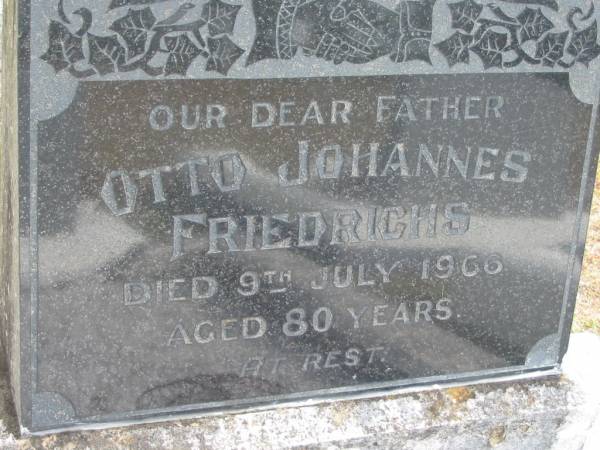 OUR DEAR FATHER
OTTO JOHANNES
FRIEDRICHS
DIED 9TH JULY 1966
AGED 80 YEARS.
AT REST.